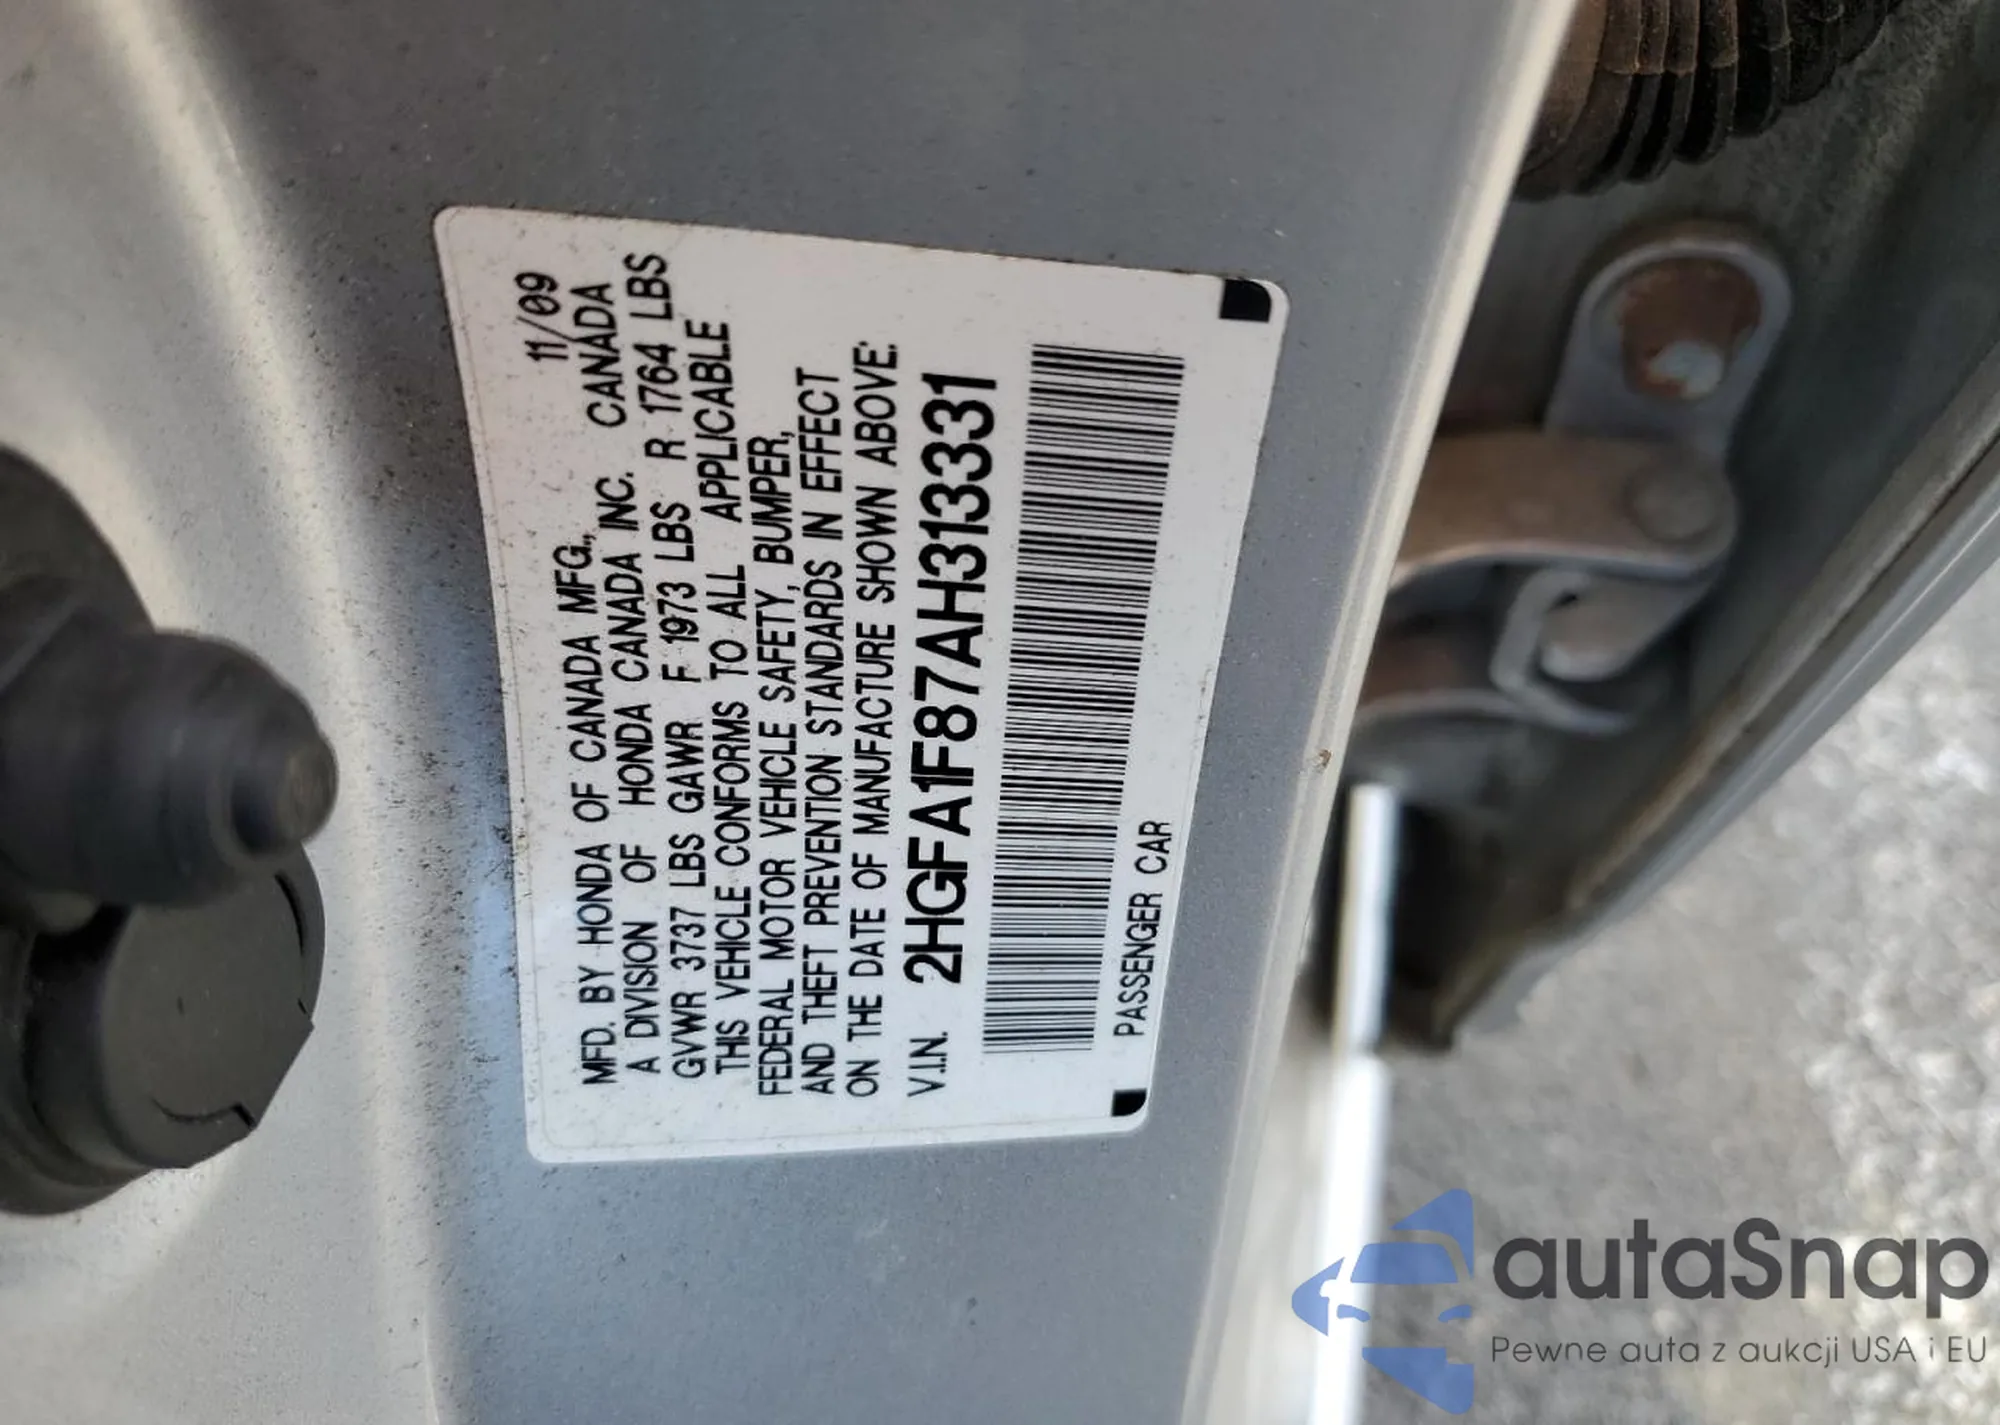 11/09
MFD. BY HONDA OF CANADA MFG.,
A DIVISION OF HONDA CANADA INC. CANADA
GVWR 3737 LBS GAWR F 1973 LBS R 1764 LBS
THIS VEHICLE CONFORMS TO ALL APPLICABLE
FEDERAL MOTOR VEHICLE SAFETY, BUMPER,
AND THEFT PREVENTION STANDARDS IN EFFECT
ON THE DATE OF MANUFACTURE SHOWN ABOVE:
V.I.N. 2HGFA1F87AH313331
PASSENGER CAR
autaSnap
Pewne auta z aukcji USA i EU